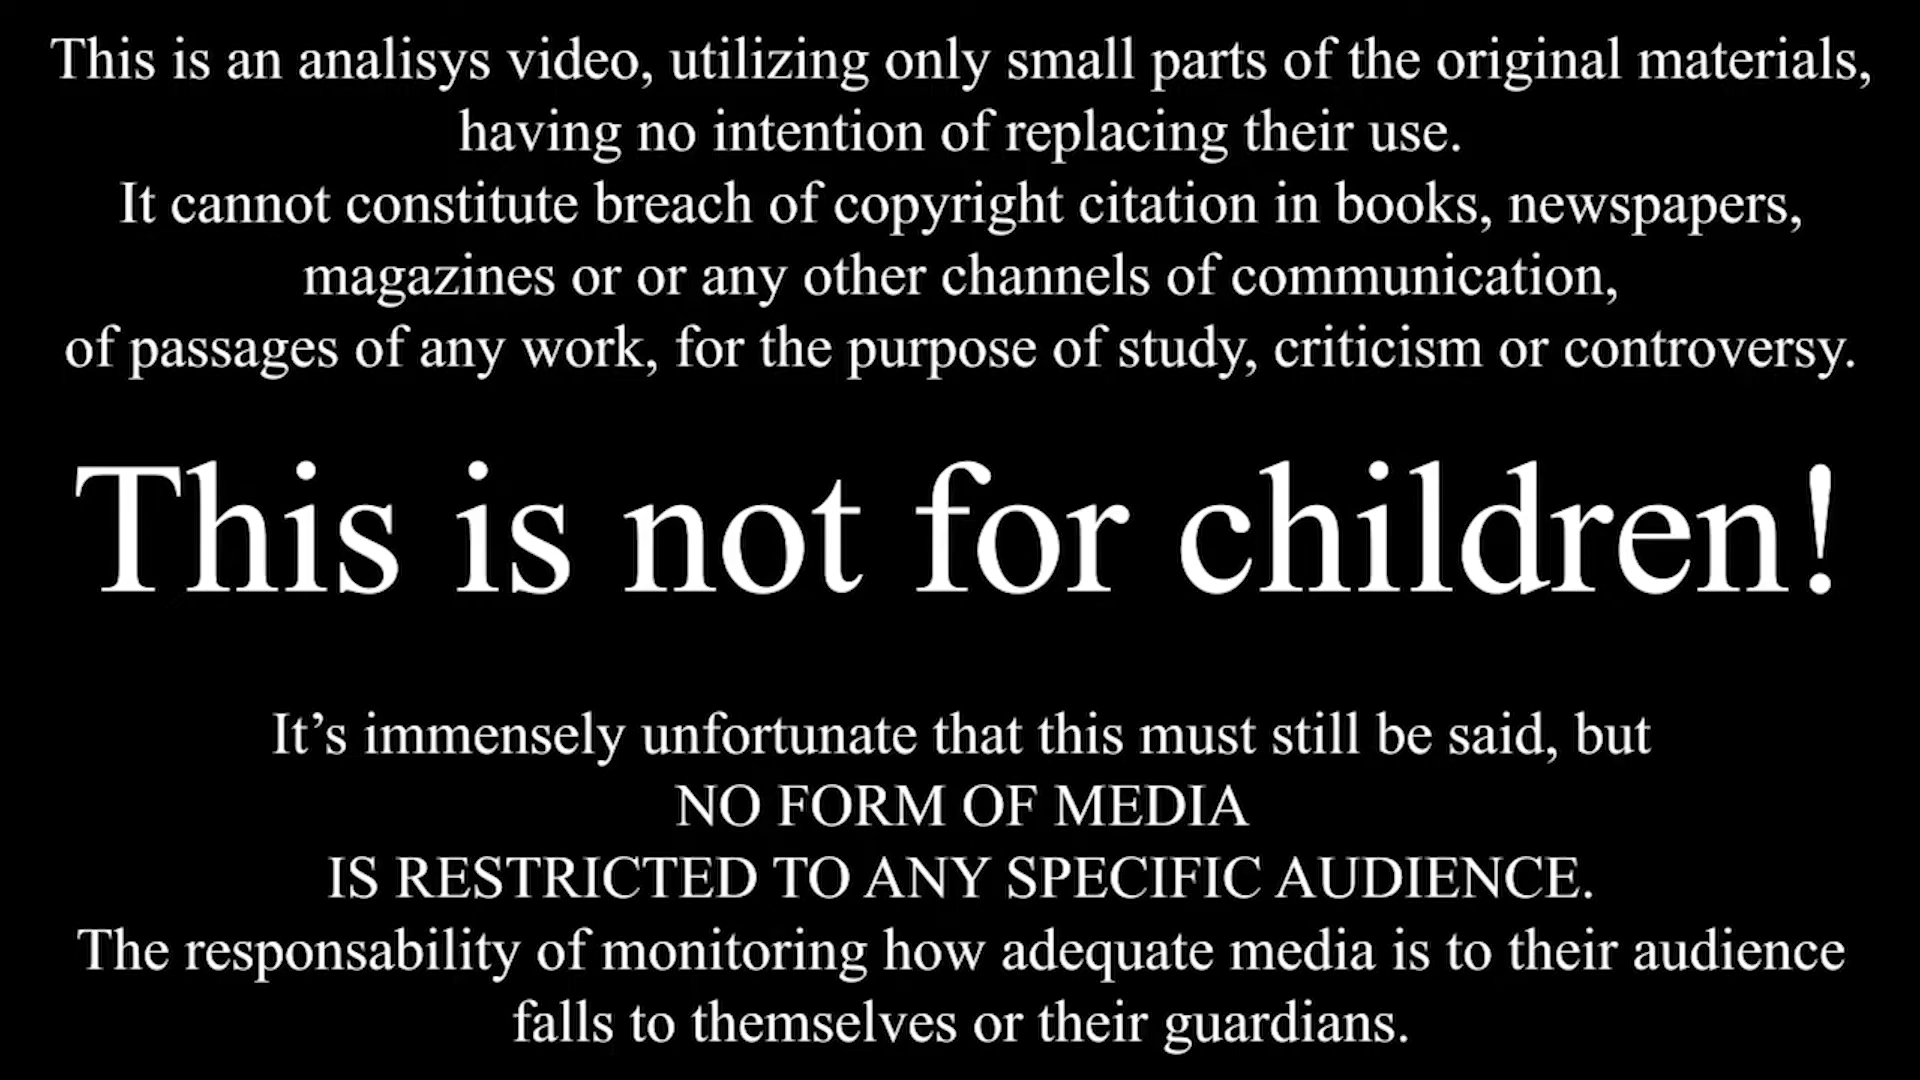 This is an analisys video, utilizing only small parts of the original materials,
having no intention of replacing their use.
It cannot constitute breach of copyright citation in books, newspapers,
magazines or or any other channels of communication,
of passages of any work, for the purpose of study, criticism or controversy.
This is not for children!
It’s immensely unfortunate that this must still be said, but
NO FORM OF MEDIA
IS RESTRICTED TO ANY SPECIFIC AUDIENCE.
The responsability of monitoring how adequate media is to their audience
falls to themselves or their guardians.